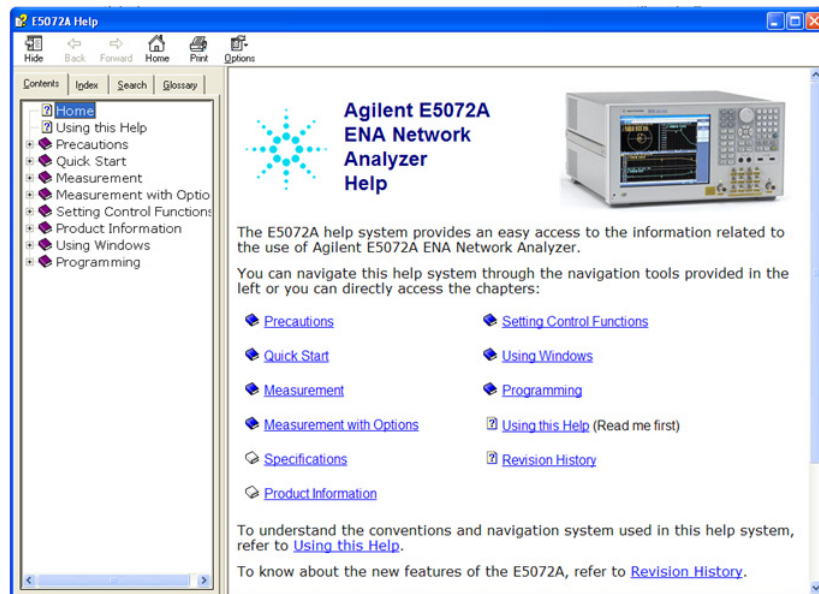 E5072A Help
Hide Back Forward Home Print Options
Contents Index Search Glossary
Home
Using this Help
Precautions
Quick Start
Measurement
Measurement with Optio
Setting Control Functions
Product Information
Using Windows
Programming
Agilent E5072A
ENA Network
Analyzer
Help
The E5072A help system provides an easy access to the information related to
the use of Agilent E5072A ENA Network Analyzer.
You can navigate this help system through the navigation tools provided in the
left or you can directly access the chapters:
Precautions
Setting Control Functions
Quick Start
Using Windows
Measurement
Programming
Measurement with Options
Using this Help (Read me first)
Specifications
Revision History
Product Information
To understand the conventions and navigation system used in this help system,
refer to Using this Help.
To know about the new features of the E5072A, refer to Revision History.